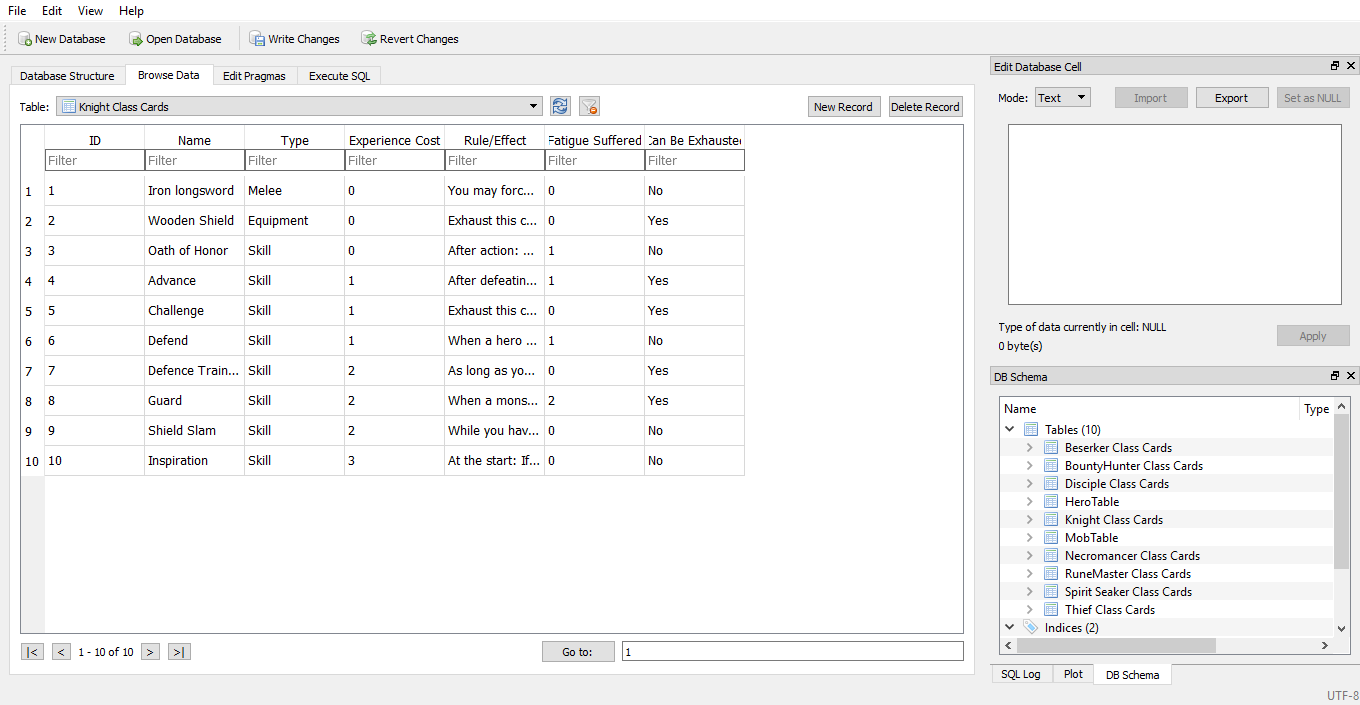 File Edit View Help
New Database Open Database Write Changes Revert Changes
Database Structure Browse Data Edit Pragmas Execute SQL
Table: Knight Class Cards New Record Delete Record
ID Name Type Experience Cost Rule/Effect Fatigue Suffered Can Be Exhausted
Filter Filter Filter Filter Filter Filter Filter
1 1 Iron longsword Melee 0 You may forc... 0 No
2 2 Wooden Shield Equipment 0 Exhaust this c... 0 Yes
3 3 Oath of Honor Skill 0 After action: ... 1 No
4 4 Advance Skill 1 After defeatin... 1 Yes
5 5 Challenge Skill 1 Exhaust this c... 0 Yes
6 6 Defend Skill 1 When a hero ... 1 No
7 7 Defence Train... Skill 2 As long as yo... 0 Yes
8 8 Guard Skill 2 When a mons... 2 Yes
9 9 Shield Slam Skill 2 While you hav... 0 No
10 10 Inspiration Skill 3 At the start: If... 0 No
|< < 1 - 10 of 10 > >| Go to: 1
Edit Database Cell
Mode: Text Import Export Set as NULL
Type of data currently in cell: NULL
0 byte(s)
Apply
DB Schema
Name Type
Tables (10)
Beserker Class Cards
BountyHunter Class Cards
Disciple Class Cards
HeroTable
Knight Class Cards
MobTable
Necromancer Class Cards
RuneMaster Class Cards
Spirit Seaker Class Cards
Thief Class Cards
Indices (2)
SQL Log Plot DB Schema
UTF-8